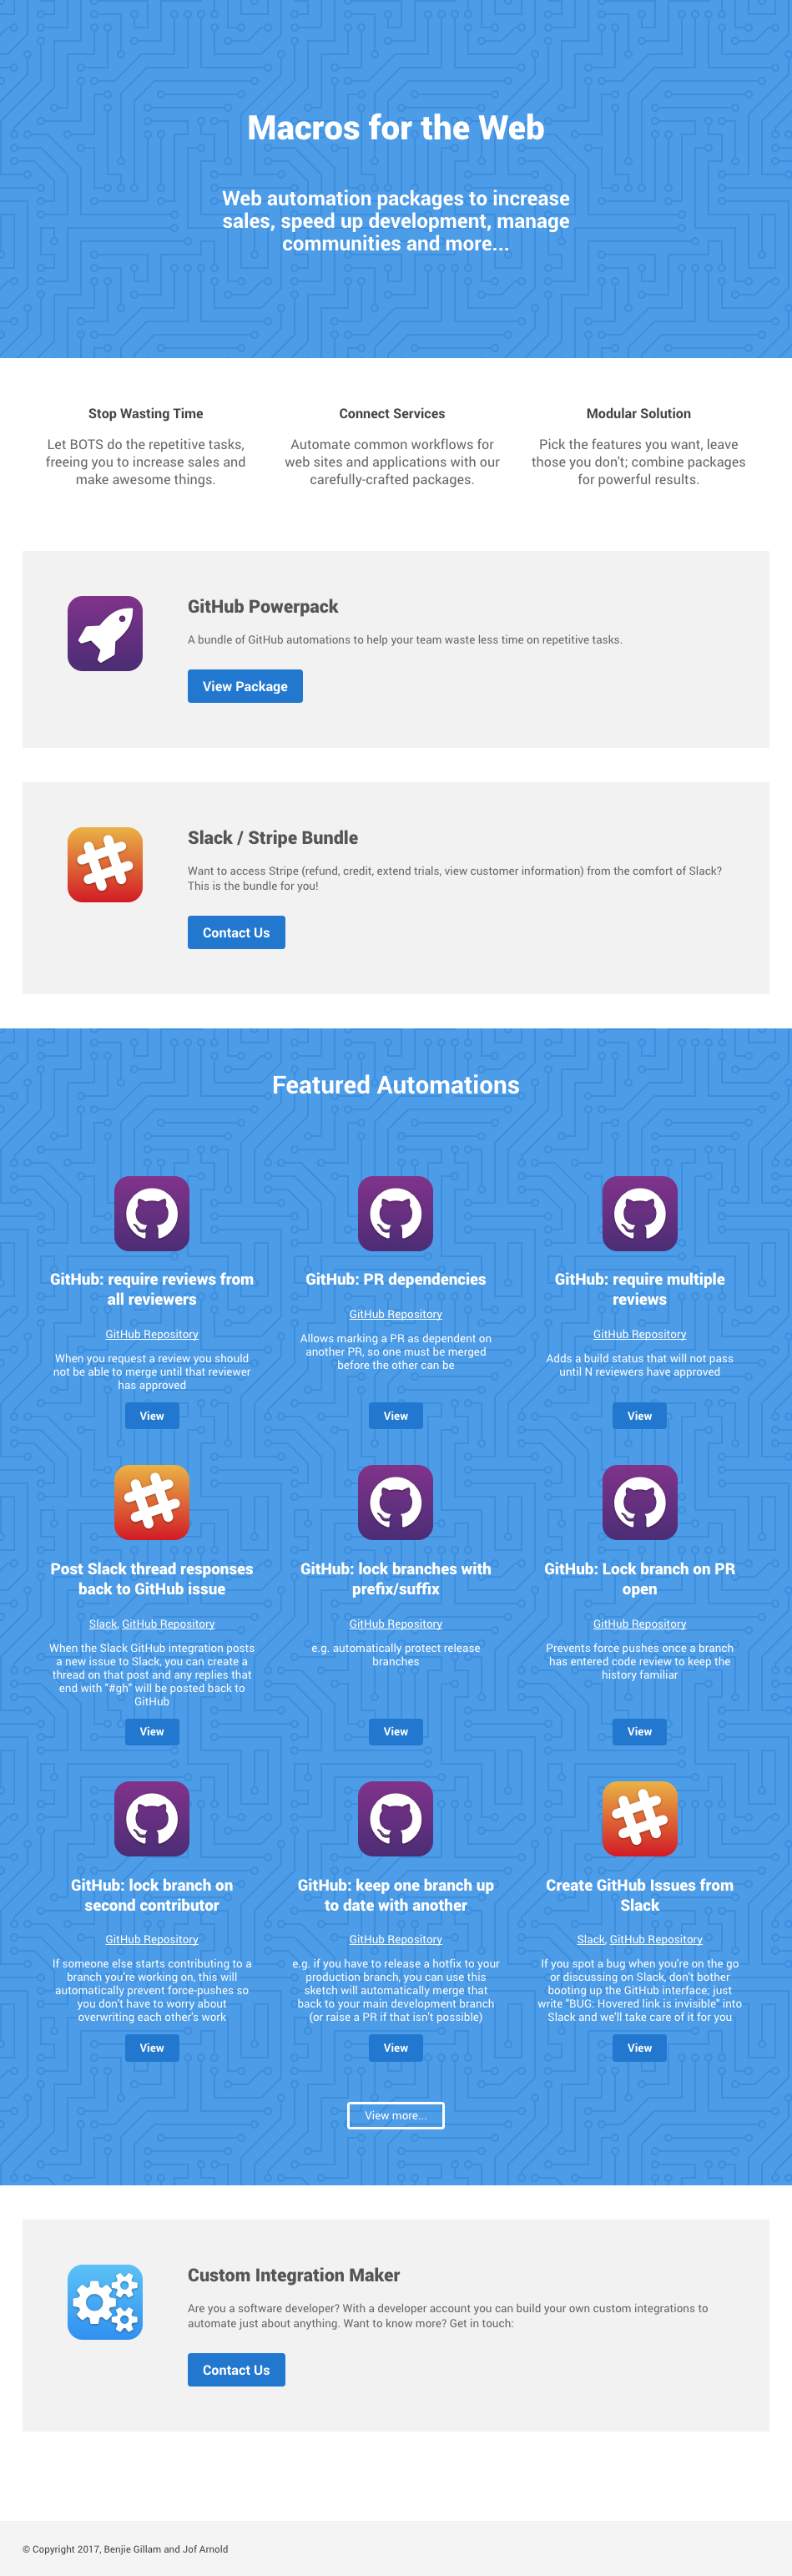 Macros for the Web
Web automation packages to increase
sales, speed up development, manage
communities and more...
Stop Wasting Time
Let BOTS do the repetitive tasks,
freeing you to increase sales and
make awesome things.
Connect Services
Automate common workflows for
web sites and applications with our
carefully-crafted packages.
Modular Solution
Pick the features you want, leave
those you don't; combine packages
for powerful results.
GitHub Powerpack
A bundle of GitHub automations to help your team waste less time on repetitive tasks.
View Package
Slack / Stripe Bundle
Want to access Stripe (refund, credit, extend trials, view customer information) from the comfort of Slack?
This is the bundle for you!
Contact Us
Featured Automations
GitHub: require reviews from
all reviewers
GitHub Repository
When you request a review you should
not be able to merge until that reviewer
has approved
View
GitHub: PR dependencies
GitHub Repository
Allows marking a PR as dependent on
another PR, so one must be merged
before the other can be
View
GitHub: require multiple
reviews
GitHub Repository
Adds a build status that will not pass
until N reviewers have approved
View
Post Slack thread responses
back to GitHub issue
Slack, GitHub Repository
When the Slack GitHub integration posts
a new issue to Slack, you can create a
thread on that post and any replies that
end with "#gh" will be posted back to
GitHub
View
GitHub: lock branches with
prefix/suffix
GitHub Repository
e.g. automatically protect release
branches
View
GitHub: Lock branch on PR
open
GitHub Repository
Prevents force pushes once a branch
has entered code review to keep the
history familiar
View
GitHub: lock branch on
second contributor
GitHub Repository
If someone else starts contributing to a
branch you're working on, this will
automatically prevent force-pushes so
you don't have to worry about
overwriting each other's work
View
GitHub: keep one branch up
to date with another
GitHub Repository
e.g. if you have to release a hotfix to your
production branch, you can use this
sketch will automatically merge that
back to your main development branch
(or raise a PR if that isn't possible)
View
Create GitHub Issues from
Slack
Slack, GitHub Repository
If you spot a bug when you're on the go
or discussing on Slack, don't bother
booting up the GitHub interface; just
write "BUG: Hovered link is invisible" into
Slack and we'll take care of it for you
View
View more...
Custom Integration Maker
Are you a software developer? With a developer account you can build your own custom integrations to
automate just about anything. Want to know more? Get in touch:
Contact Us
© Copyright 2017, Benjie Gillam and Jof Arnold